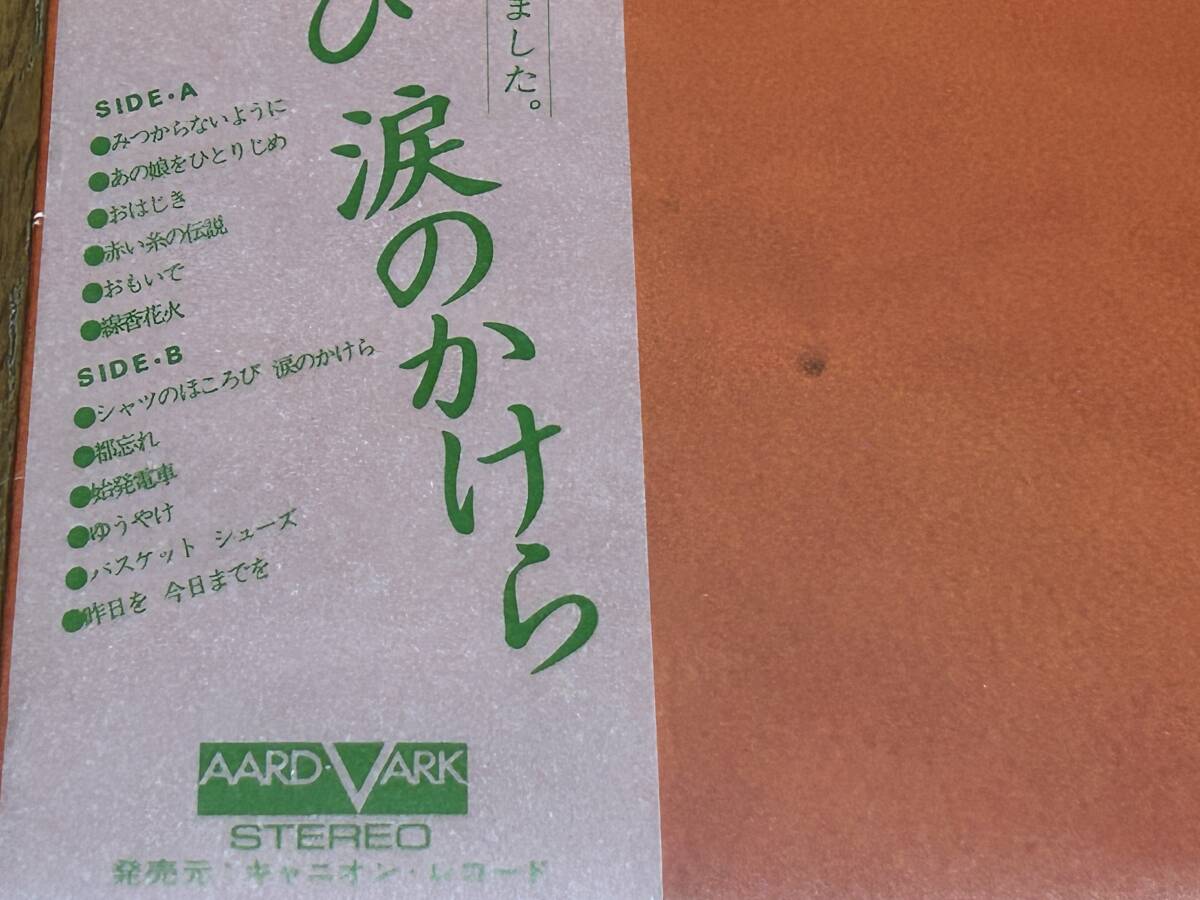 ました。
び 涙のかけら
SIDE・A
●みつからないように
●あの娘をひとりじめ
●おはじき
●赤い糸の伝説
●おもいで
●線香花火
SIDE・B
●シャツのほころび 涙のかけら
●都忘れ
●始発電車
●ゆうやけ
●バスケット シューズ
●昨日を 今日までを
AARD・VARK
STEREO
発売元・キャニオン・レコード